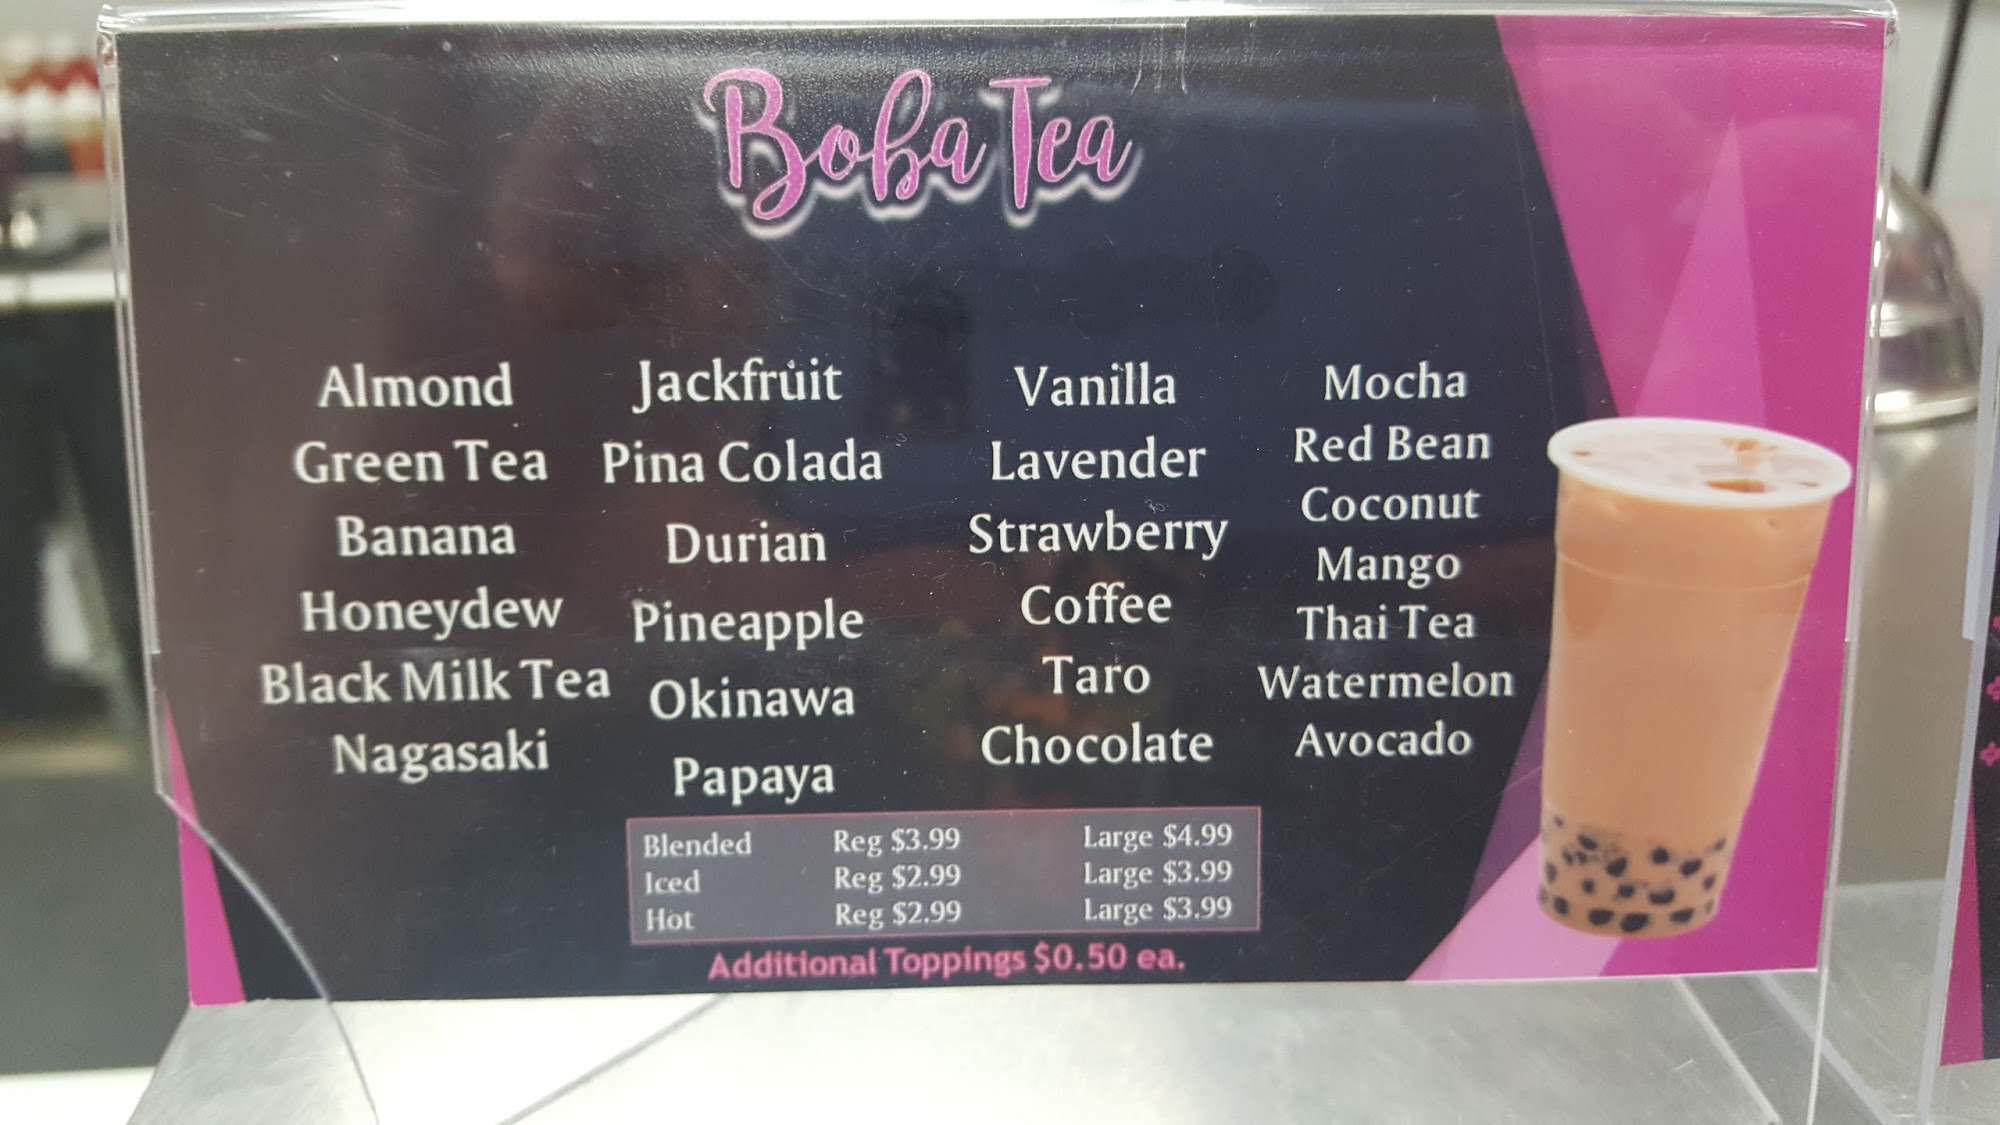 Boba Tea
Almond
Green Tea
Banana
Honeydew
Black Milk Tea
Nagasaki
Jackfruit
Pina Colada
Durian
Pineapple
Okinawa
Papaya
Vanilla
Lavender
Strawberry
Coffee
Taro
Chocolate
Mocha
Red Bean
Coconut
Mango
Thai Tea
Watermelon
Avocado
Blended Reg $3.99 Large $4.99
Iced Reg $2.99 Large $3.99
Hot Reg $2.99 Large $3.99
Additional Toppings $0.50 ea.